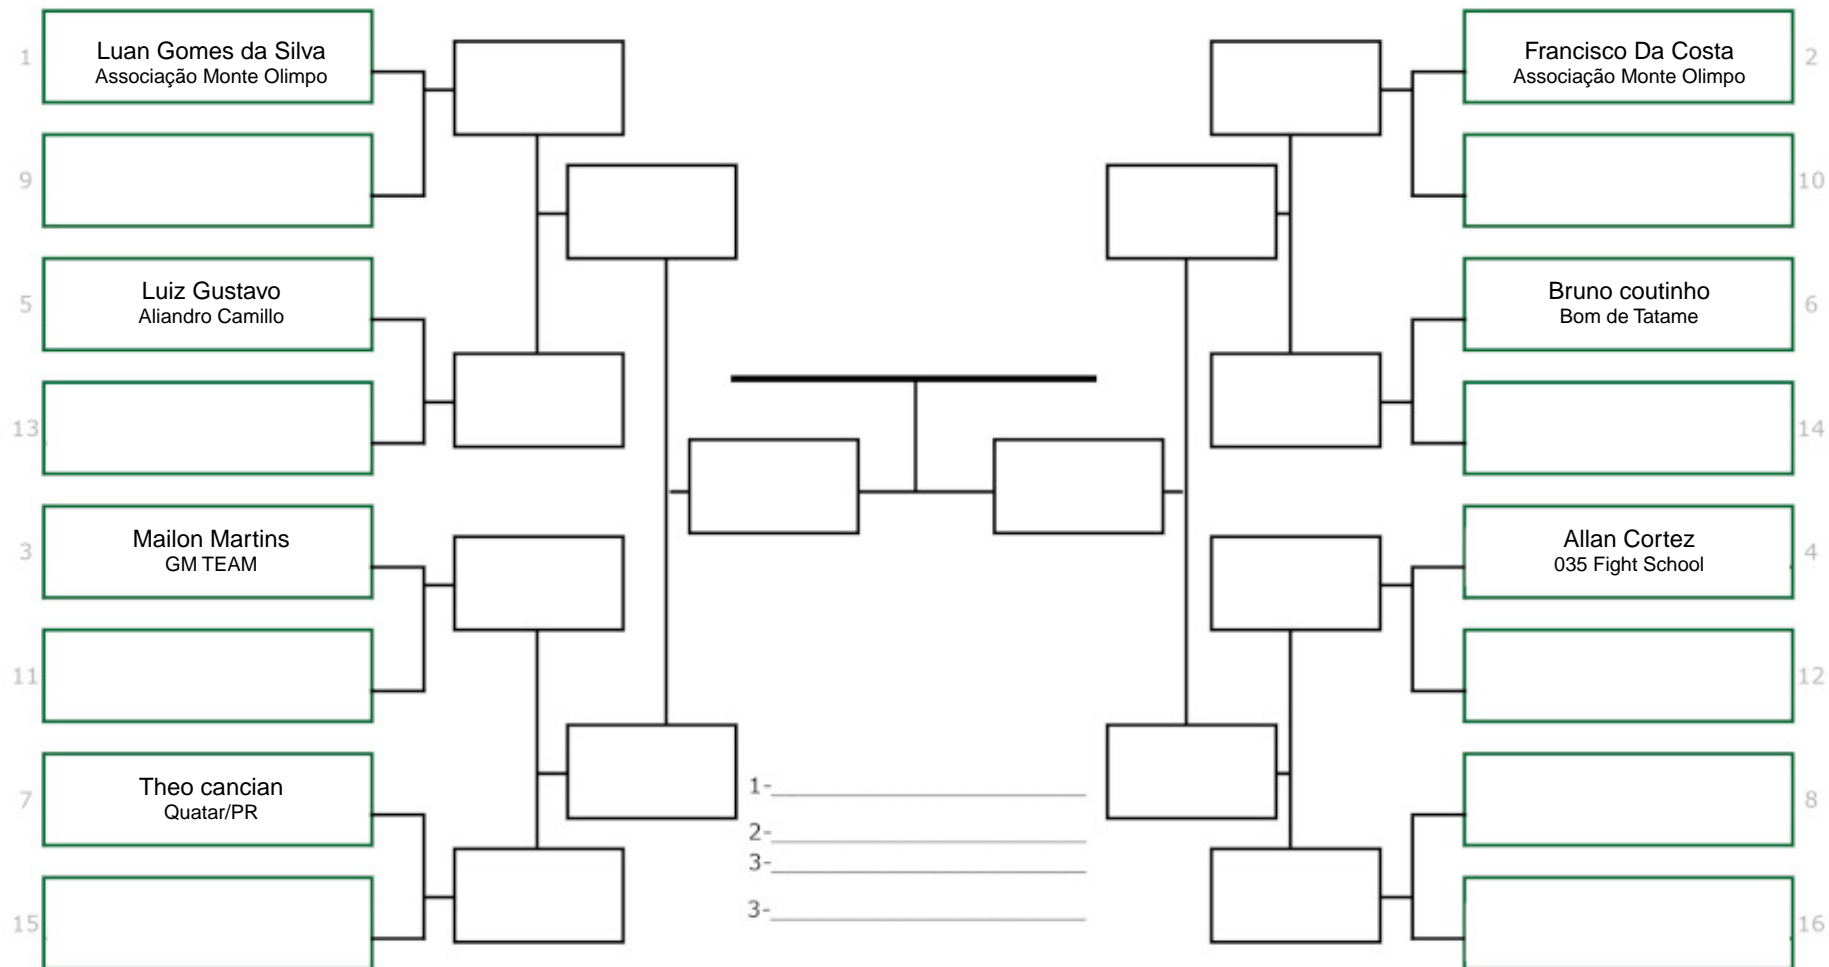 1
Luan Gomes da Silva
Associação Monte Olimpo
9
5
Luiz Gustavo
Aliandro Camillo
13
3
Mailon Martins
GM TEAM
11
7
Theo cancian
Quatar/PR
15
1-
2-
3-
3-
Francisco Da Costa
Associação Monte Olimpo
2
10
Bruno coutinho
Bom de Tatame
6
14
Allan Cortez
035 Fight School
4
12
8
16